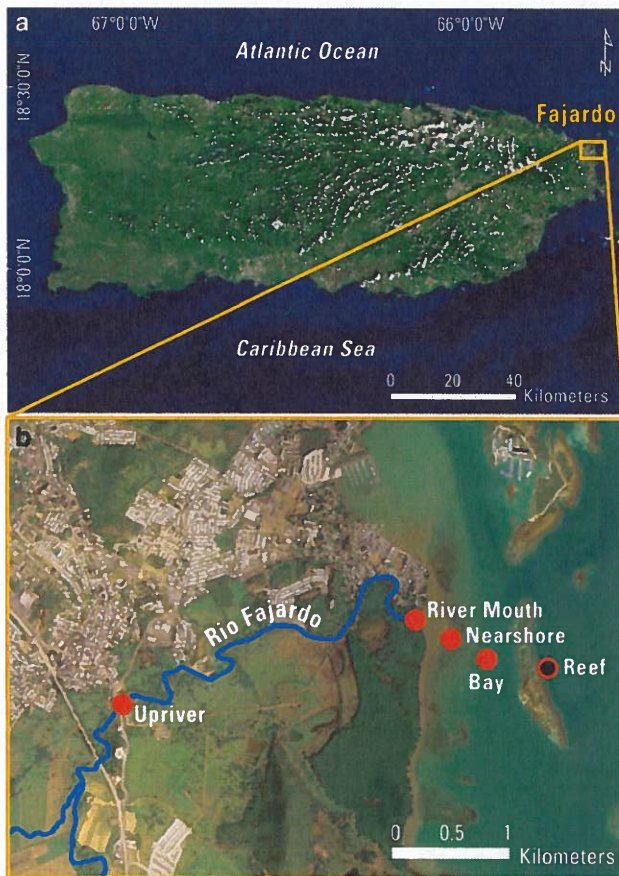 a
67°0'0"W
66°0'0"W
Atlantic Ocean
N
18°30'0"N
Fajardo
18°0'0"N
Caribbean Sea
0 20 40
Kilometers
b
Rio Fajardo
River Mouth
Nearshore
Bay
Reef
Upriver
0 0.5 1
Kilometers